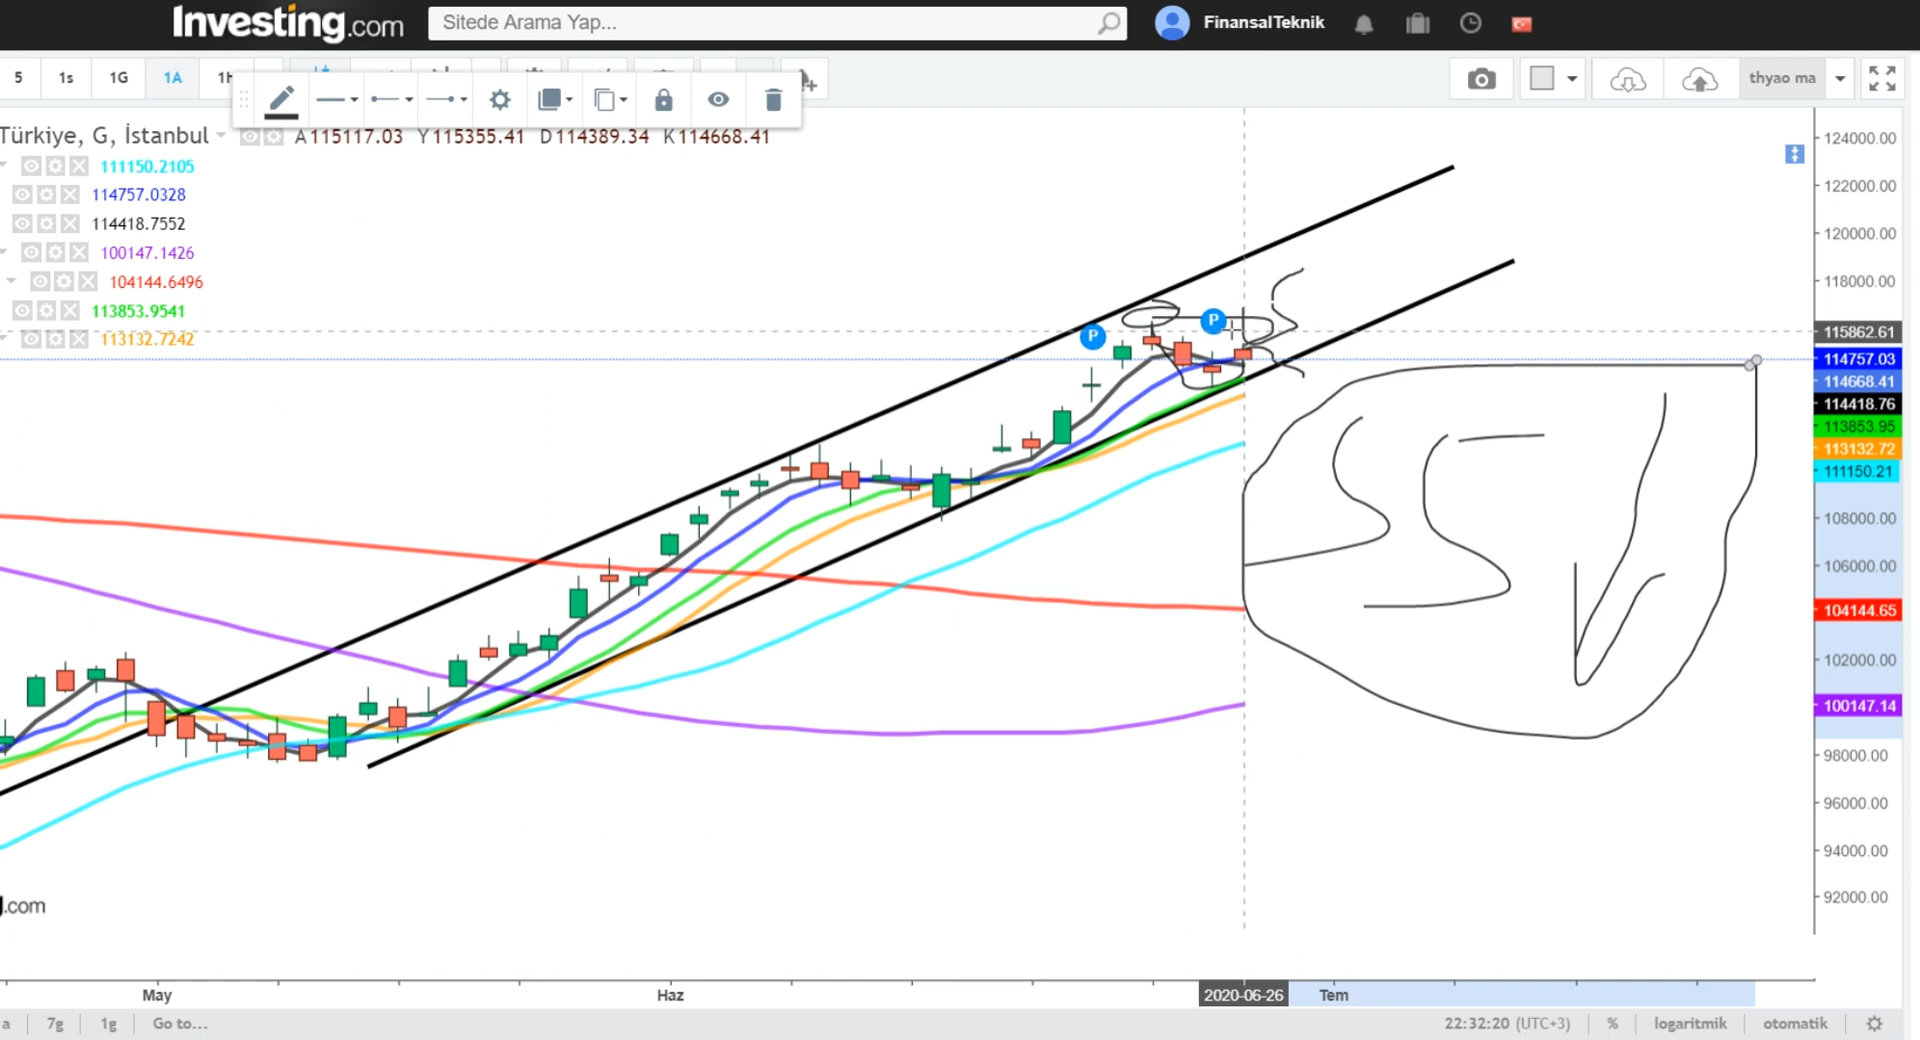 Investing.com
Sitede Arama Yap...
FinansalTeknik
5 1s 1G 1A 1H
thyao ma
Türkiye, G, İstanbul A115117.03 Y115355.41 D114389.34 K114668.41
111150.2105
114757.0328
114418.7552
100147.1426
104144.6496
113853.9541
113132.7242
P
P
124000.00
122000.00
120000.00
118000.00
115862.61
114757.03
114668.41
114418.76
113853.95
113132.72
111150.21
108000.00
106000.00
104144.65
102000.00
100147.14
98000.00
96000.00
94000.00
92000.00
.com
May Haz 2020-06-26 Tem
a 7g 1g Go to... 22:32:20 (UTC+3) % logaritmik otomatik